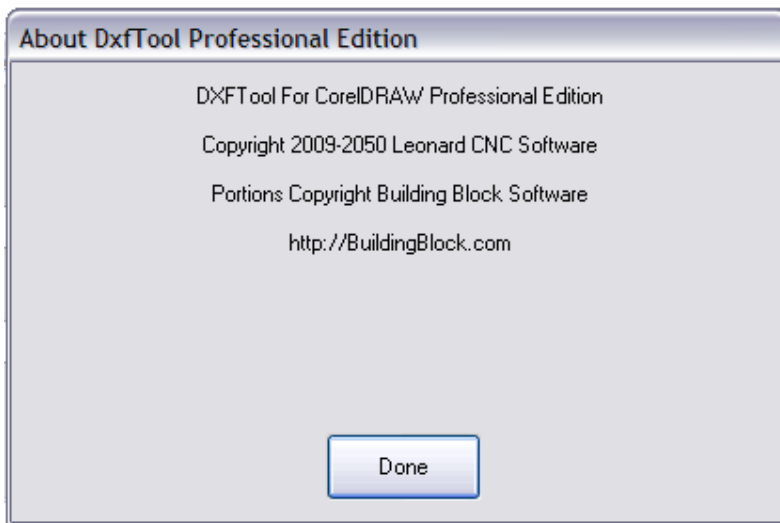 About DxfTool Professional Edition
DXFTool For CorelDRAW Professional Edition
Copyright 2009-2050 Leonard CNC Software
Portions Copyright Building Block Software
http://BuildingBlock.com
Done